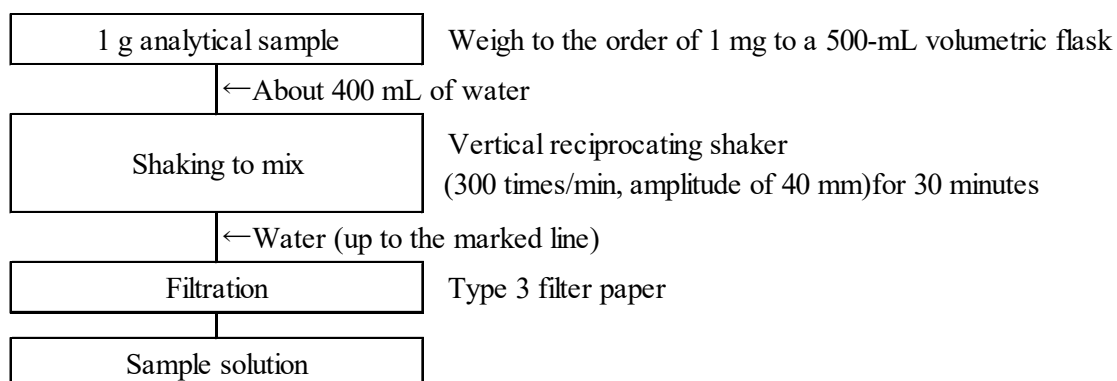 1 g analytical sample Weigh to the order of 1 mg to a 500-mL volumetric flask
←About 400 mL of water
Shaking to mix
Vertical reciprocating shaker
(300 times/min, amplitude of 40 mm)for 30 minutes
←Water (up to the marked line)
Filtration Type 3 filter paper
Sample solution